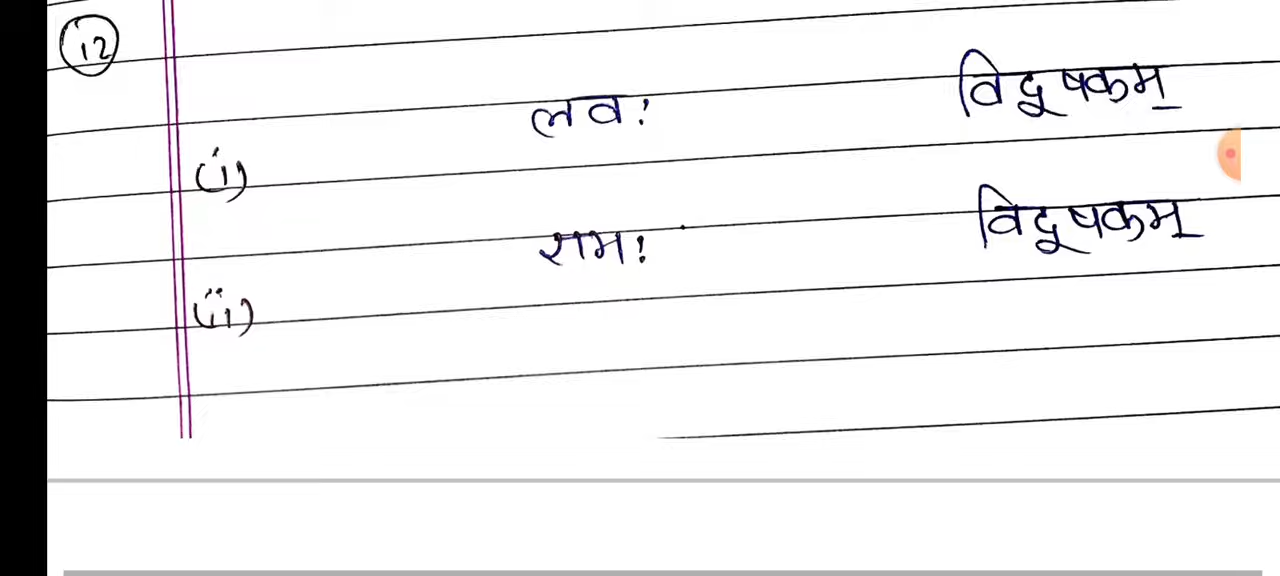 12
लवः विदूषकम्
(i)
रामः विदूषकम्
(ii)